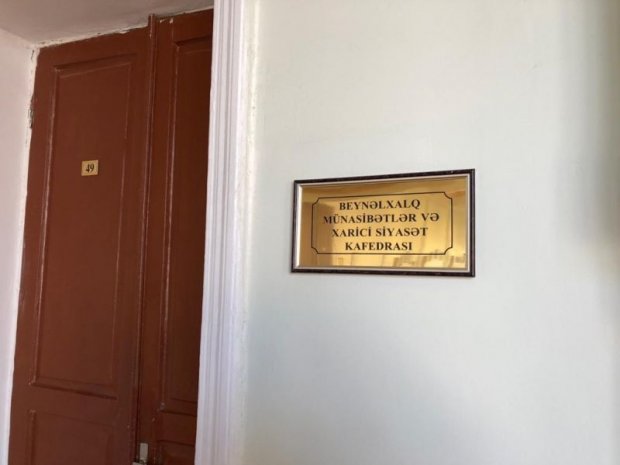 49
BEYNƏLXALQ
MÜNASİBƏTLƏR VƏ
XARİCİ SİYASƏT
KAFEDRASI